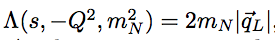 Λ(s, −Q², m_N²) = 2m_N|q⃗_L|,